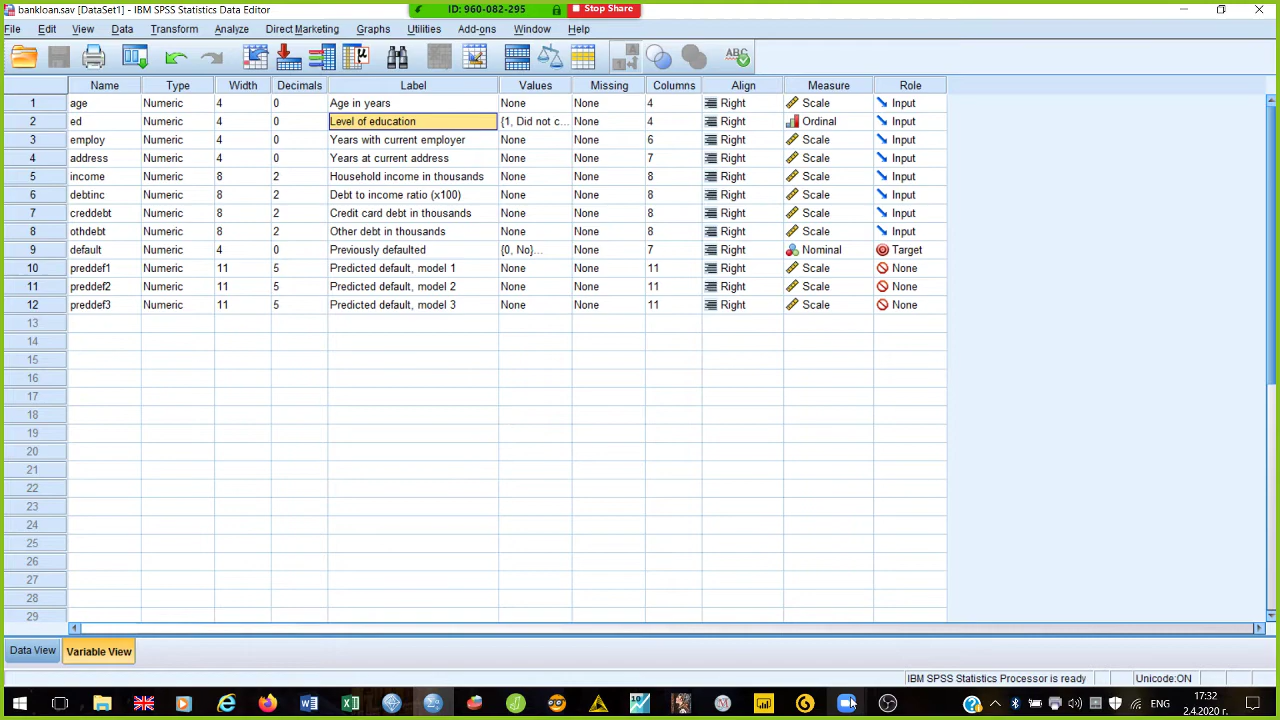 bankloan.sav [DataSet1] - IBM SPSS Statistics Data Editor
ID: 960-082-295
Stop Share
File Edit View Data Transform Analyze Direct Marketing Graphs Utilities Add-ons Window Help
Name Type Width Decimals Label Values Missing Columns Align Measure Role
1 age Numeric 4 0 Age in years None None 4 Right Scale Input
2 ed Numeric 4 0 Level of education {1, Did not c... None 4 Right Ordinal Input
3 employ Numeric 4 0 Years with current employer None None 6 Right Scale Input
4 address Numeric 4 0 Years at current address None None 7 Right Scale Input
5 income Numeric 8 2 Household income in thousands None None 8 Right Scale Input
6 debtinc Numeric 8 2 Debt to income ratio (x100) None None 8 Right Scale Input
7 creddebt Numeric 8 2 Credit card debt in thousands None None 8 Right Scale Input
8 othdebt Numeric 8 2 Other debt in thousands None None 8 Right Scale Input
9 default Numeric 4 0 Previously defaulted {0, No}... None 7 Right Nominal Target
10 preddef1 Numeric 11 5 Predicted default, model 1 None None 11 Right Scale None
11 preddef2 Numeric 11 5 Predicted default, model 2 None None 11 Right Scale None
12 preddef3 Numeric 11 5 Predicted default, model 3 None None 11 Right Scale None
13
14
15
16
17
18
19
20
21
22
23
24
25
26
27
28
29
Data View Variable View
IBM SPSS Statistics Processor is ready Unicode:ON
ENG 17:32
2.4.2020 г.